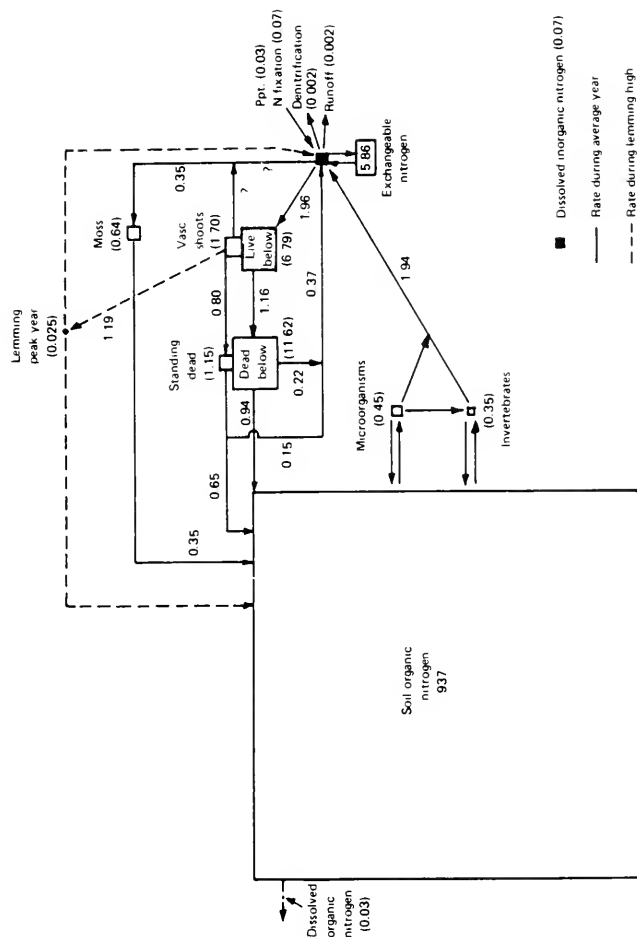 Ppt. (0.03)
N fixation (0.07)
Denitrification
(0 002)
Runoff (0.002)
5.86
Exchangeable
nitrogen
?
?
0.35
Moss
(0.64)
Vasc
shoots
(1 70)
Live
below
(6 79)
1.96
Lemming
peak year
(0.025)
1 19
0.80
1.16
0.37
Standing
dead
(1.15)
Dead
below
(11 62)
0.22
0.94
0.15
0.65
0.35
1.94
Microorganisms
(0.45)
(0.35)
Invertebrates
Soil organic
nitrogen
937
Dissolved
organic
nitrogen
(0.03)
Dissolved inorganic nitrogen (0.07)
Rate during average year
Rate during lemming high